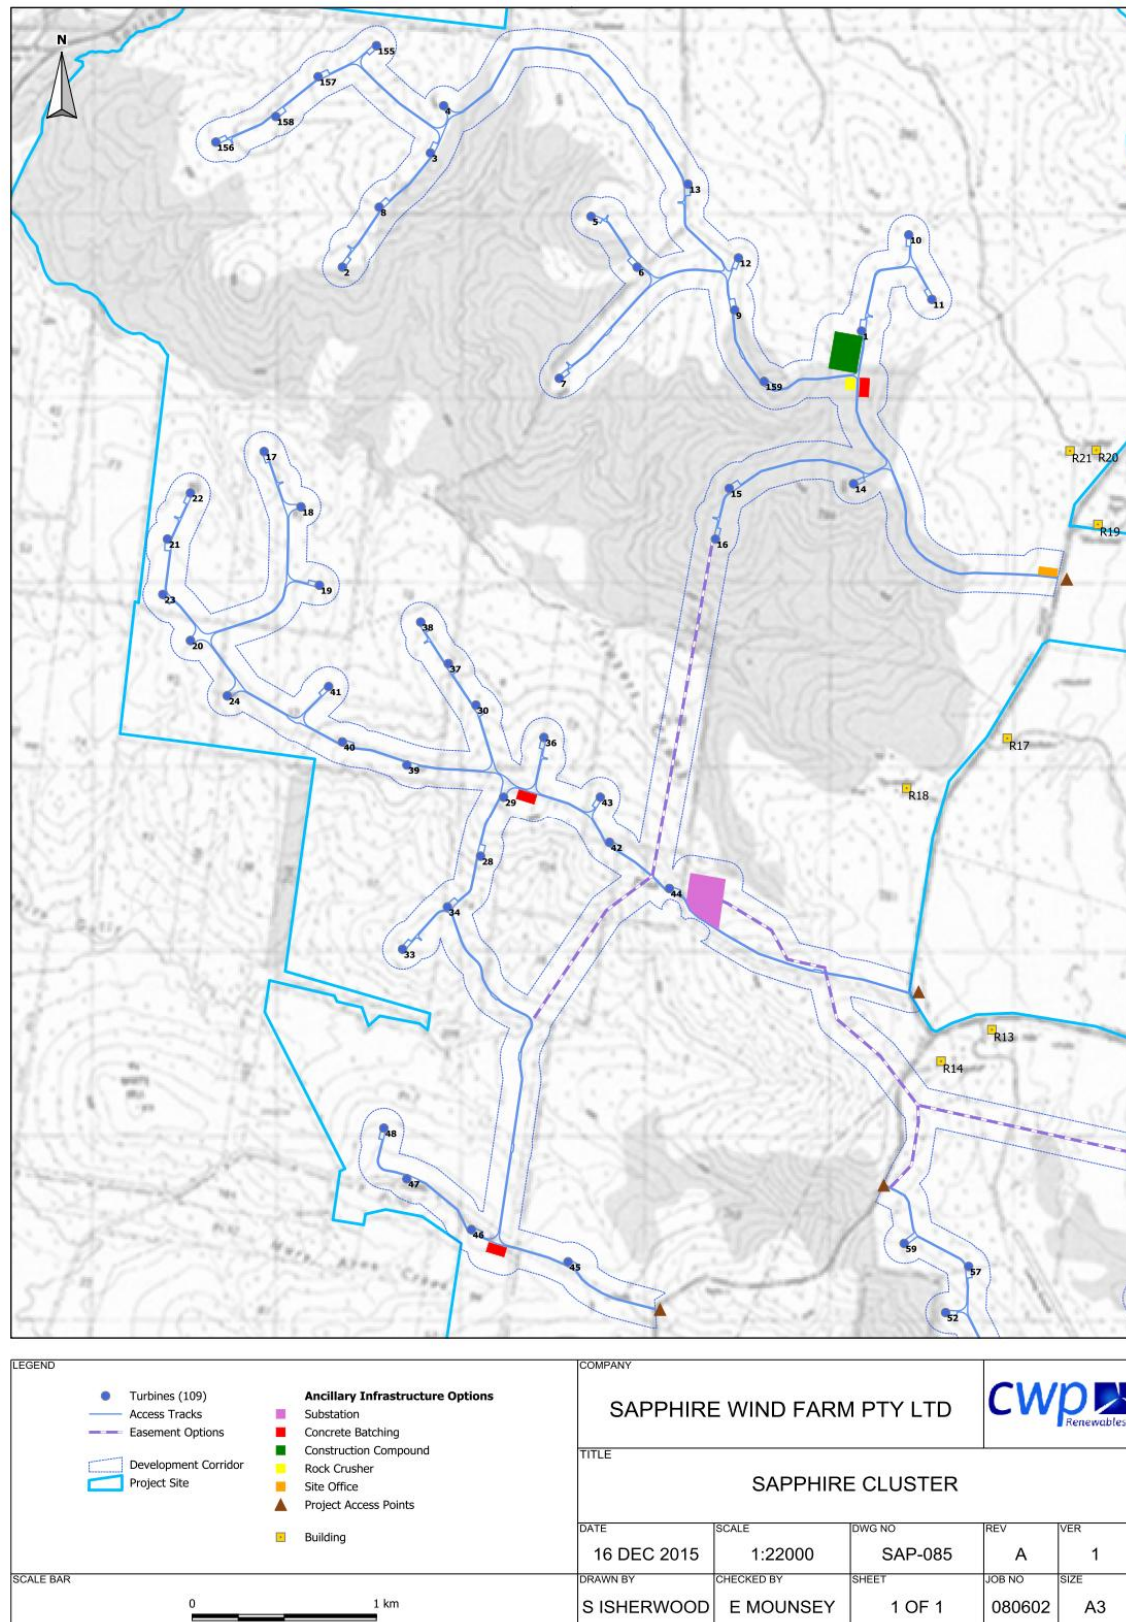 N
155
157
4
158
156
3
13
8
5
10
12
6
2
11
9
1
7
159
17
R21
R20
22
15
14
18
R19
21
16
19
23
38
20
37
41
24
30
36
R17
40
39
R18
29
43
42
28
44
34
33
R13
R14
48
47
46
59
45
57
52
LEGEND
Turbines (109)
Access Tracks
Easement Options
Development Corridor
Project Site
Ancillary Infrastructure Options
Substation
Concrete Batching
Construction Compound
Rock Crusher
Site Office
Project Access Points
Building
SCALE BAR
0 1 km
COMPANY
SAPPHIRE WIND FARM PTY LTD
cwp
Renewables
TITLE
SAPPHIRE CLUSTER
DATE SCALE DWG NO REV VER
16 DEC 2015 1:22000 SAP-085 A 1
DRAWN BY CHECKED BY SHEET JOB NO SIZE
S ISHERWOOD E MOUNSEY 1 OF 1 080602 A3